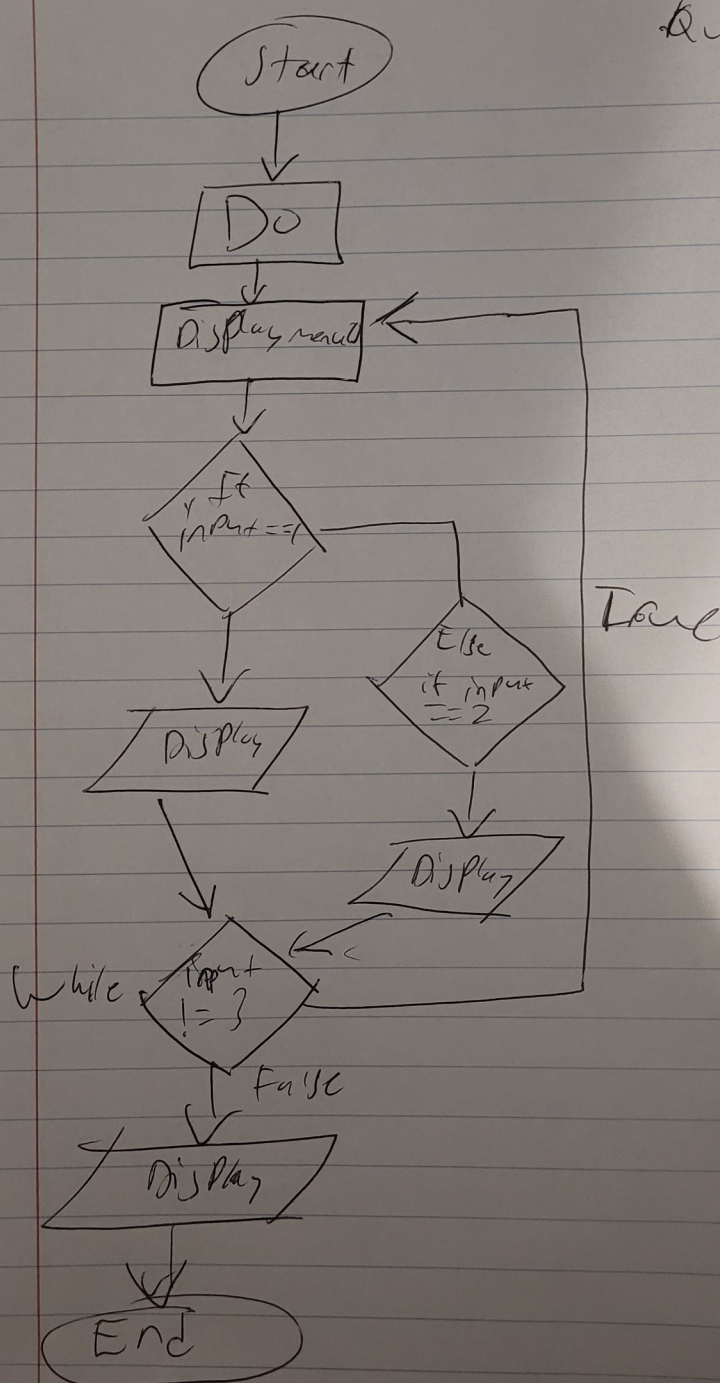 Start
Do
Display menu
If
input ==1
Else
if input
==2
Display
Display
While
input
!= 3
False
Display
End